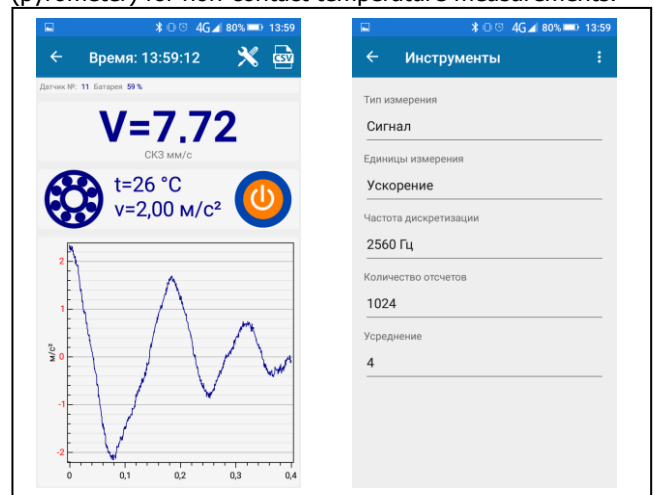 (pyrometer) for non-contact temperature measurements.
4G 80% 13:59
Время: 13:59:12 CSV
Датчик №: 11 Батарея 59 %
V=7.72
СКЗ мм/с
t=26 °C
v=2,00 м/с²
м/с²
2
1
0
-1
-2
0 0,1 0,2 0,3 0,4
4G 80% 13:59
Инструменты
Тип измерения
Сигнал
Единицы измерения
Ускорение
Частота дискретизации
2560 Гц
Количество отсчетов
1024
Усреднение
4